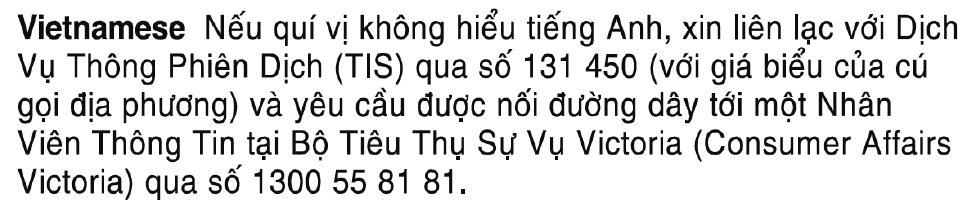 Vietnamese Nếu quí vị không hiểu tiếng Anh, xin liên lạc với Dịch
Vụ Thông Phiên Dịch (TIS) qua số 131 450 (với giá biểu của cú
gọi địa phương) và yêu cầu được nối đường dây tới một Nhân
Viên Thông Tin tại Bộ Tiêu Thụ Sự Vụ Victoria (Consumer Affairs
Victoria) qua số 1300 55 81 81.